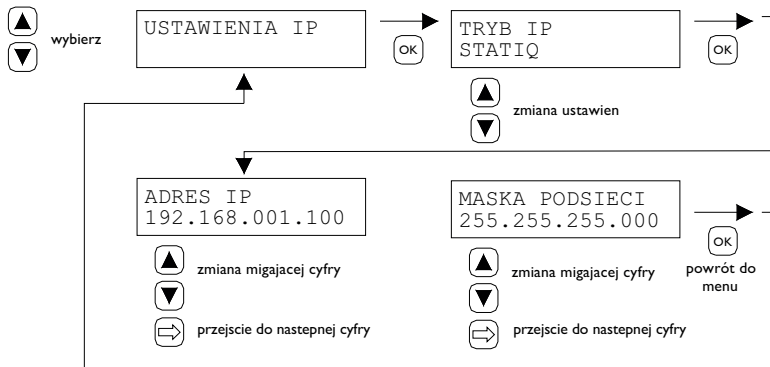 wybierz
USTAWIENIA IP
OK
TRYB IP
STATIQ
OK
zmiana ustawien
ADRES IP
192.168.001.100
MASKA PODSIECI
255.255.255.000
OK
powrót do
menu
zmiana migajacej cyfry
zmiana migajacej cyfry
przejscie do nastepnej cyfry
przejscie do nastepnej cyfry